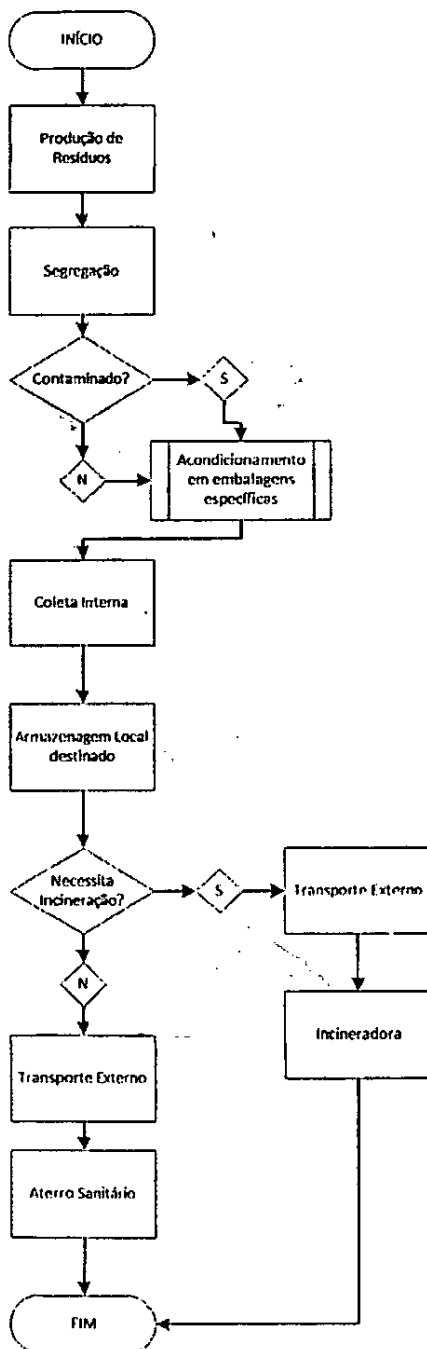 INÍCIO
Produção de
Resíduos
Segregação
Contaminado?
S
N
Acondicionamento
em embalagens
específicas
Coleta Interna
Armazenagem Local
destinado
Necessita
Incineração?
S
Transporte Externo
N
Incineradora
Transporte Externo
Aterro Sanitário
FIM